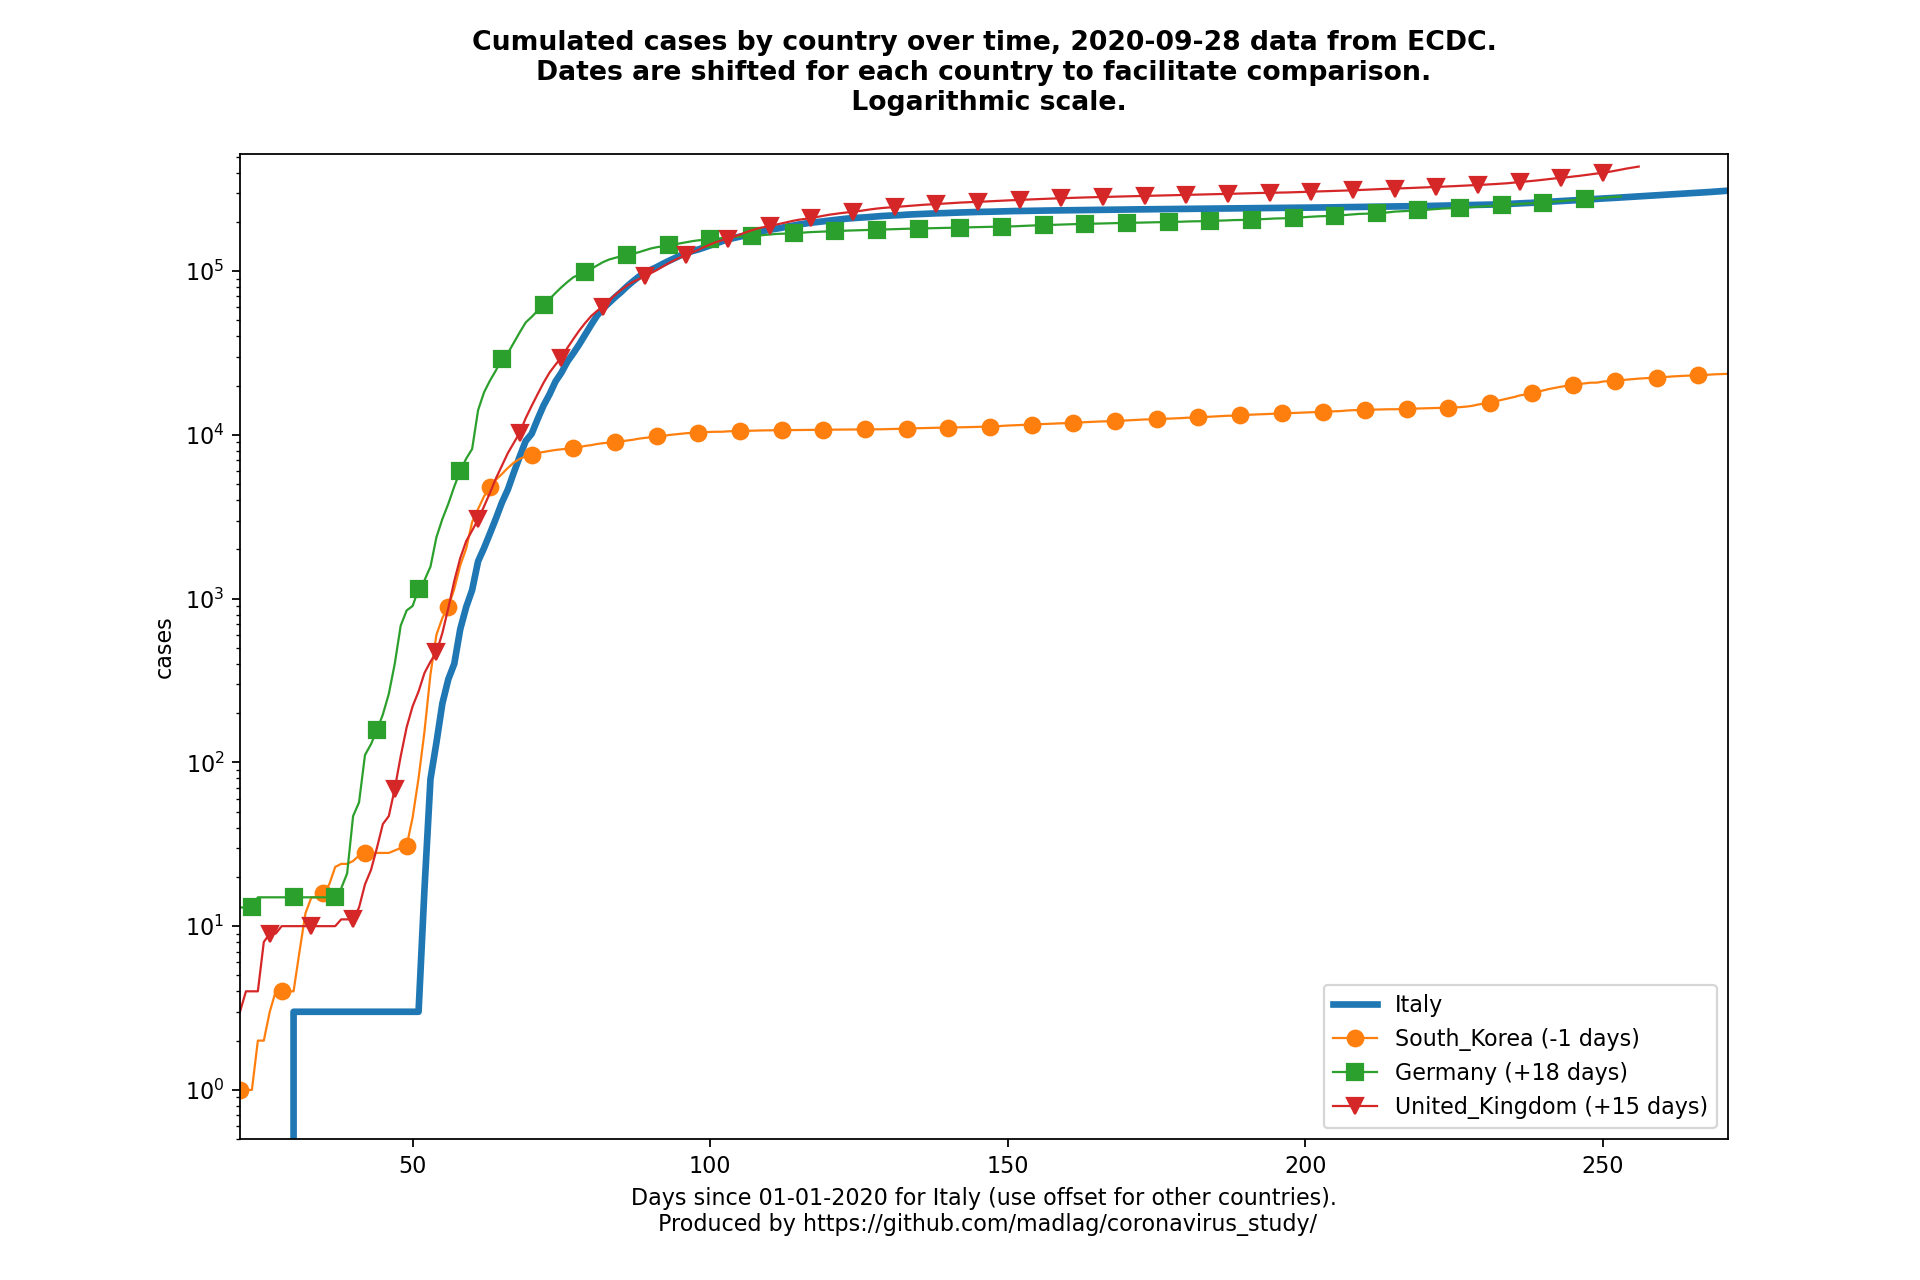 Cumulated cases by country over time, 2020-09-28 data from ECDC.
Dates are shifted for each country to facilitate comparison.
Logarithmic scale.
10^5
10^4
10^3
10^2
10^1
10^0
cases
Italy
South_Korea (-1 days)
Germany (+18 days)
United_Kingdom (+15 days)
50
100
150
200
250
Days since 01-01-2020 for Italy (use offset for other countries).
Produced by https://github.com/madlag/coronavirus_study/